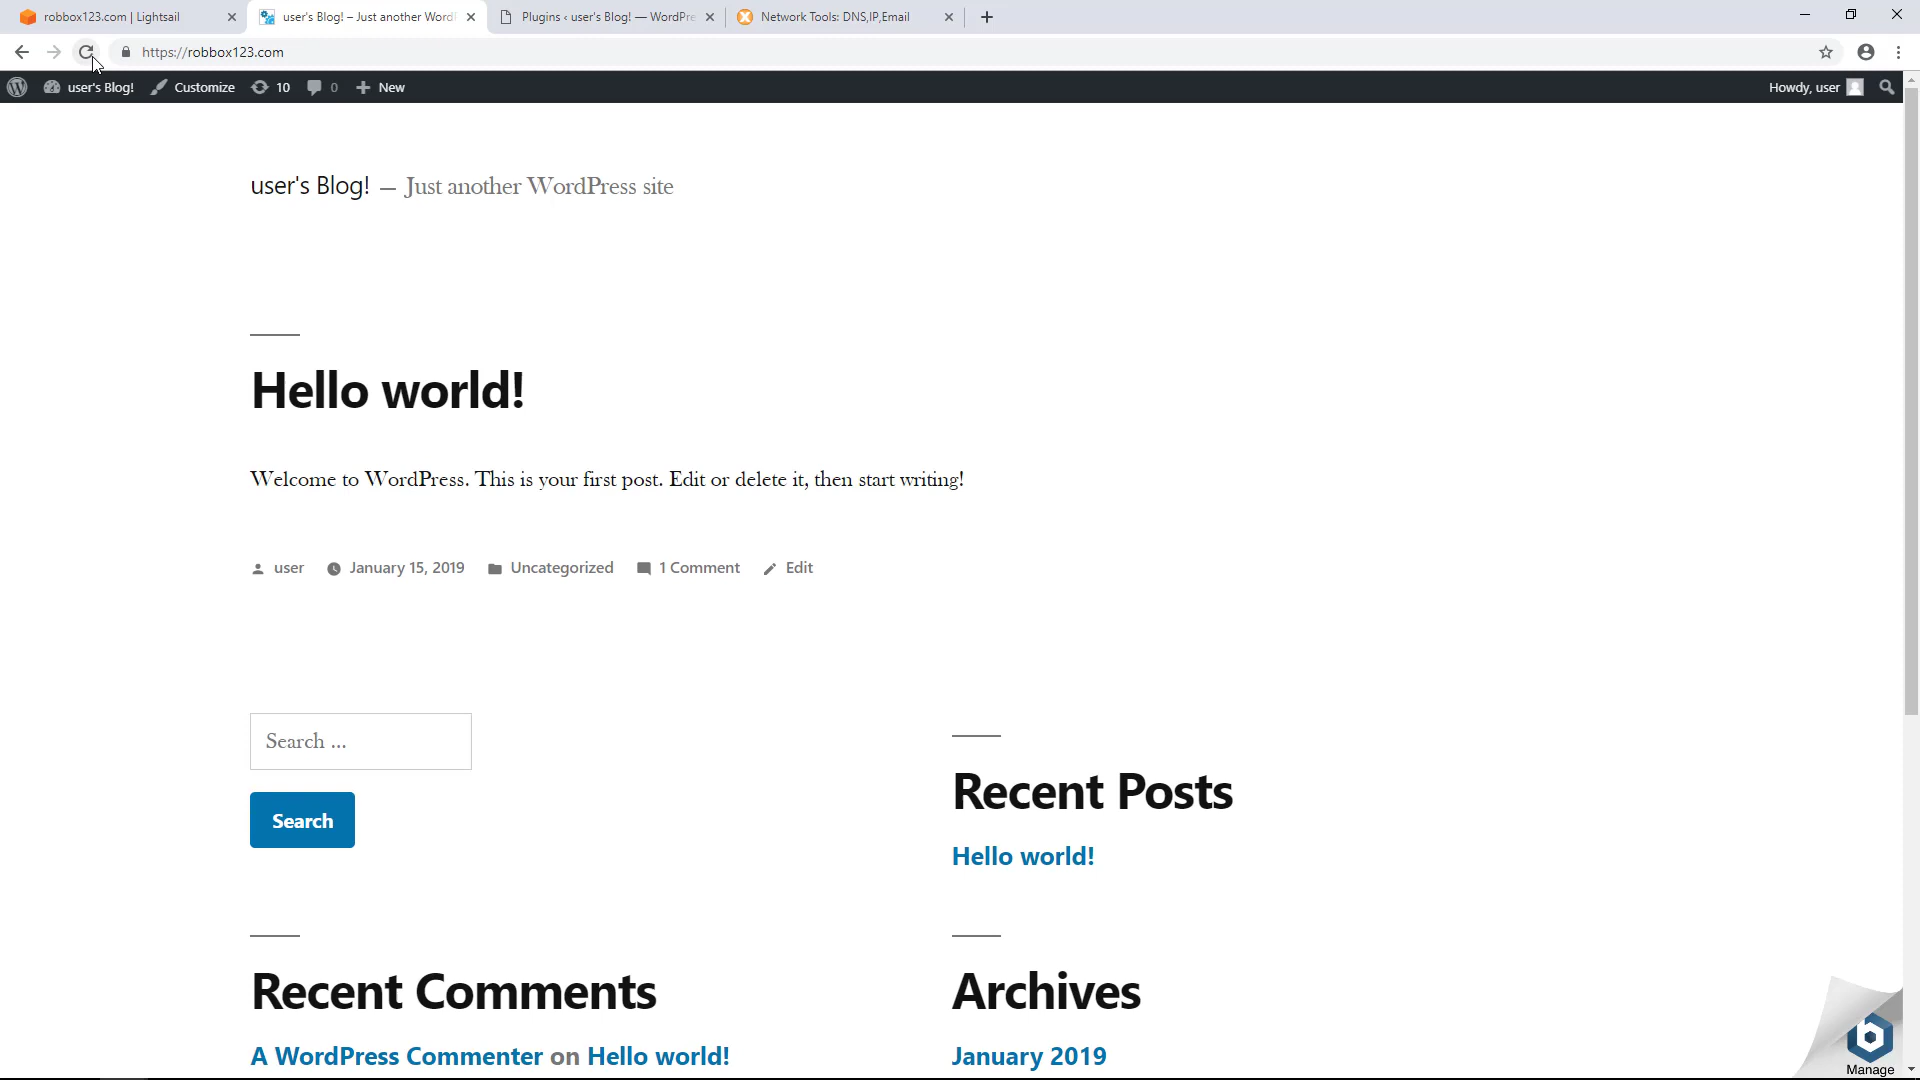 robbox123.com | Lightsail
user's Blog! – Just another Word
Plugins ‹ user's Blog! — WordPre
Network Tools: DNS,IP,Email
https://robbox123.com
user's Blog! Customize 10 0 New
Howdy, user
user's Blog! — Just another WordPress site
Hello world!
Welcome to WordPress. This is your first post. Edit or delete it, then start writing!
user January 15, 2019 Uncategorized 1 Comment Edit
Search ...
Search
Recent Posts
Hello world!
Recent Comments
A WordPress Commenter on Hello world!
Archives
January 2019
b
Manage